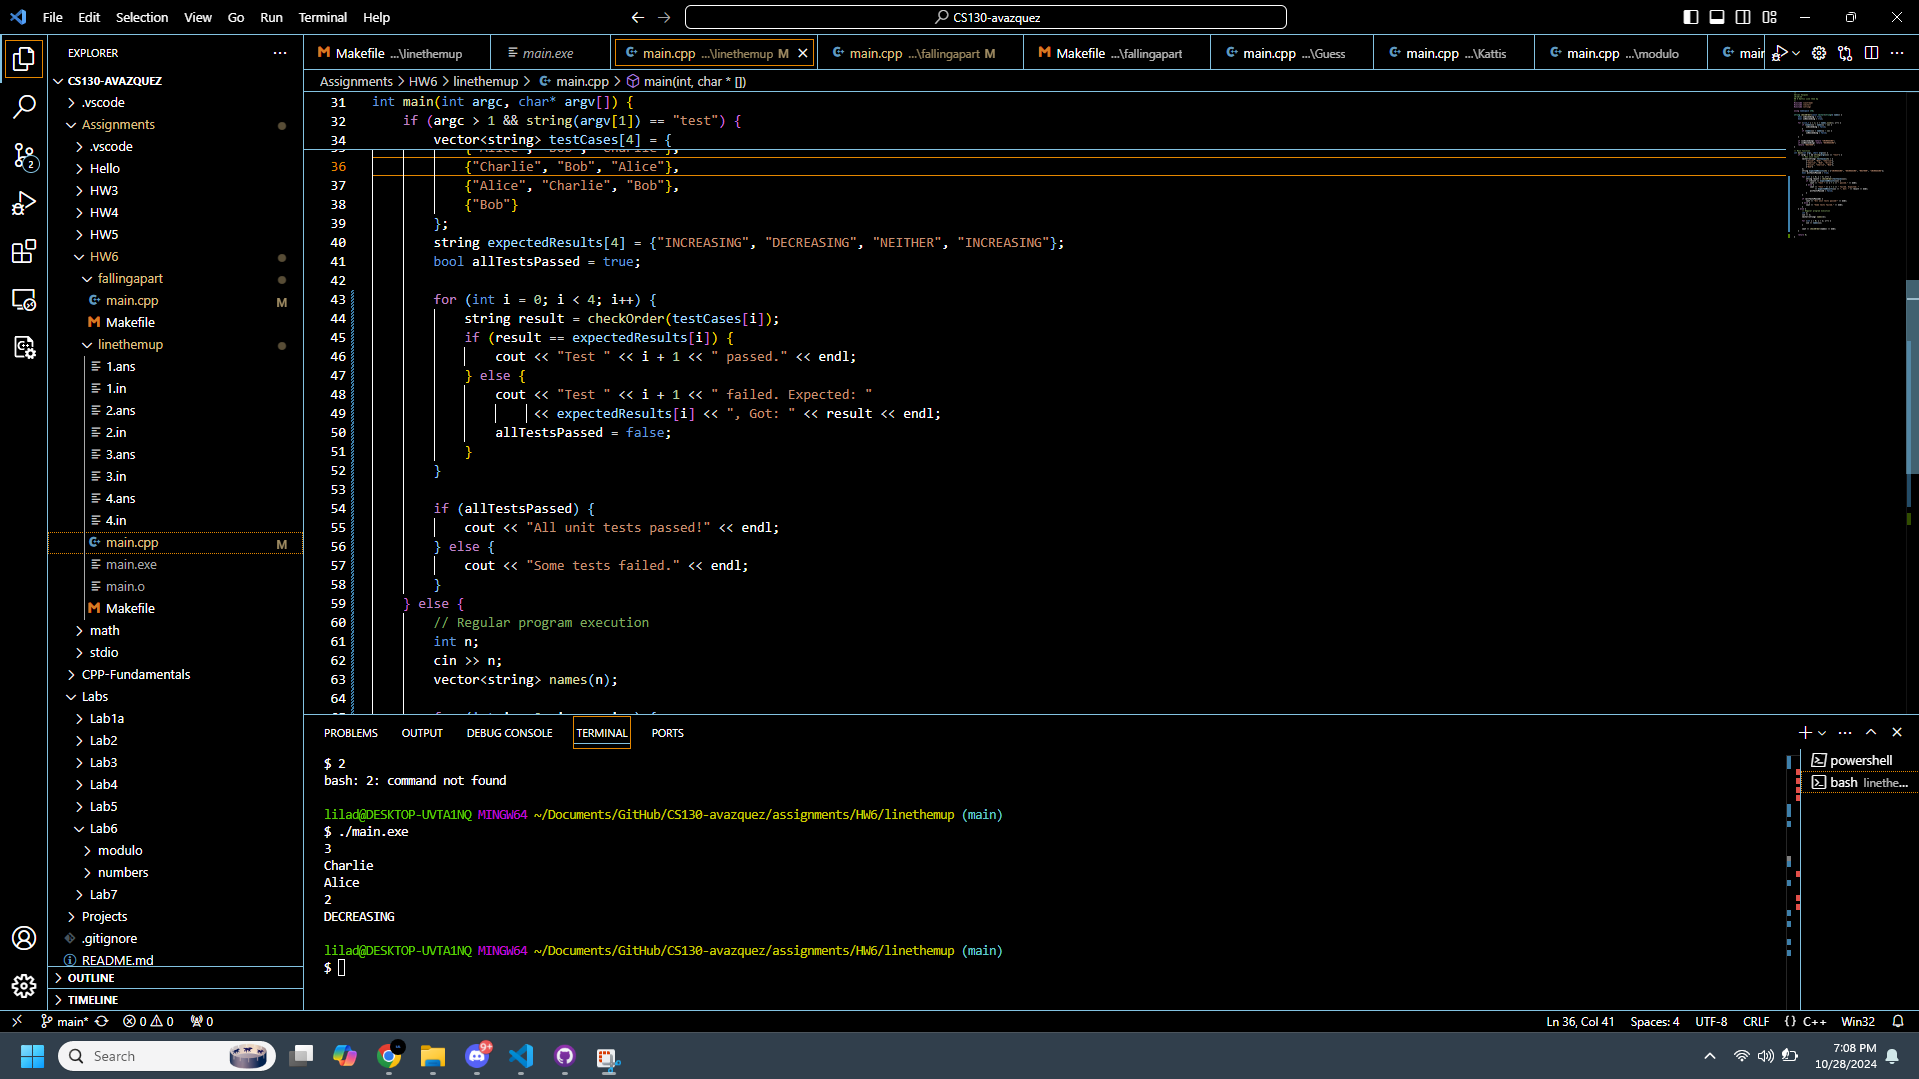 File Edit Selection View Go Run Terminal Help
CS130-avazquez
EXPLORER
CS130-AVAZQUEZ
.vscode
Assignments
.vscode
Hello
HW3
HW4
HW5
HW6
fallingapart
main.cpp M
Makefile
linethemup
1.ans
1.in
2.ans
2.in
3.ans
3.in
4.ans
4.in
main.cpp M
main.exe
main.o
Makefile
math
stdio
CPP-Fundamentals
Labs
Lab1a
Lab2
Lab3
Lab4
Lab5
Lab6
modulo
numbers
Lab7
Projects
.gitignore
README.md
OUTLINE
TIMELINE
Makefile ...\linethemup
main.exe
main.cpp ...\linethemup M
main.cpp ...\fallingapart M
Makefile ...\fallingapart
main.cpp ...\Guess
main.cpp ...\Kattis
main.cpp ...\modulo
Assignments > HW6 > linethemup > main.cpp > main(int, char * [])
31 int main(int argc, char* argv[]) {
32 if (argc > 1 && string(argv[1]) == "test") {
34 vector<string> testCases[4] = {
36 {"Charlie", "Bob", "Alice"},
37 {"Alice", "Charlie", "Bob"},
38 {"Bob"}
39 };
40 string expectedResults[4] = {"INCREASING", "DECREASING", "NEITHER", "INCREASING"};
41 bool allTestsPassed = true;
42
43 for (int i = 0; i < 4; i++) {
44 string result = checkOrder(testCases[i]);
45 if (result == expectedResults[i]) {
46 cout << "Test " << i + 1 << " passed." << endl;
47 } else {
48 cout << "Test " << i + 1 << " failed. Expected: "
49 << expectedResults[i] << ", Got: " << result << endl;
50 allTestsPassed = false;
51 }
52 }
53
54 if (allTestsPassed) {
55 cout << "All unit tests passed!" << endl;
56 } else {
57 cout << "Some tests failed." << endl;
58 }
59 } else {
60 // Regular program execution
61 int n;
62 cin >> n;
63 vector<string> names(n);
64
PROBLEMS OUTPUT DEBUG CONSOLE TERMINAL PORTS
$ 2
bash: 2: command not found
lilad@DESKTOP-UVTA1NQ MINGW64 ~/Documents/GitHub/CS130-avazquez/assignments/HW6/linethemup (main)
$ ./main.exe
3
Charlie
Alice
2
DECREASING
lilad@DESKTOP-UVTA1NQ MINGW64 ~/Documents/GitHub/CS130-avazquez/assignments/HW6/linethemup (main)
$
powershell
bash linethe...
main* 0 0 0
Ln 36, Col 41 Spaces: 4 UTF-8 CRLF {} C++ Win32
Search
7:08 PM
10/28/2024